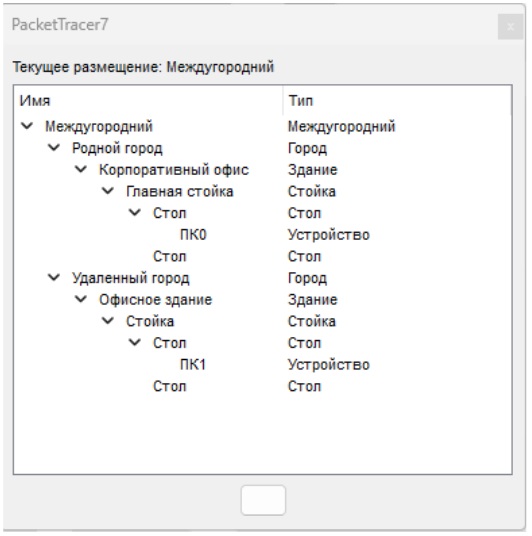 PacketTracer7
x
Текущее размещение: Междугородний
Имя Тип
Междугородний Междугородний
Родной город Город
Корпоративный офис Здание
Главная стойка Стойка
Стол Стол
ПК0 Устройство
Стол Стол
Удаленный город Город
Офисное здание Здание
Стойка Стойка
Стол Стол
ПК1 Устройство
Стол Стол